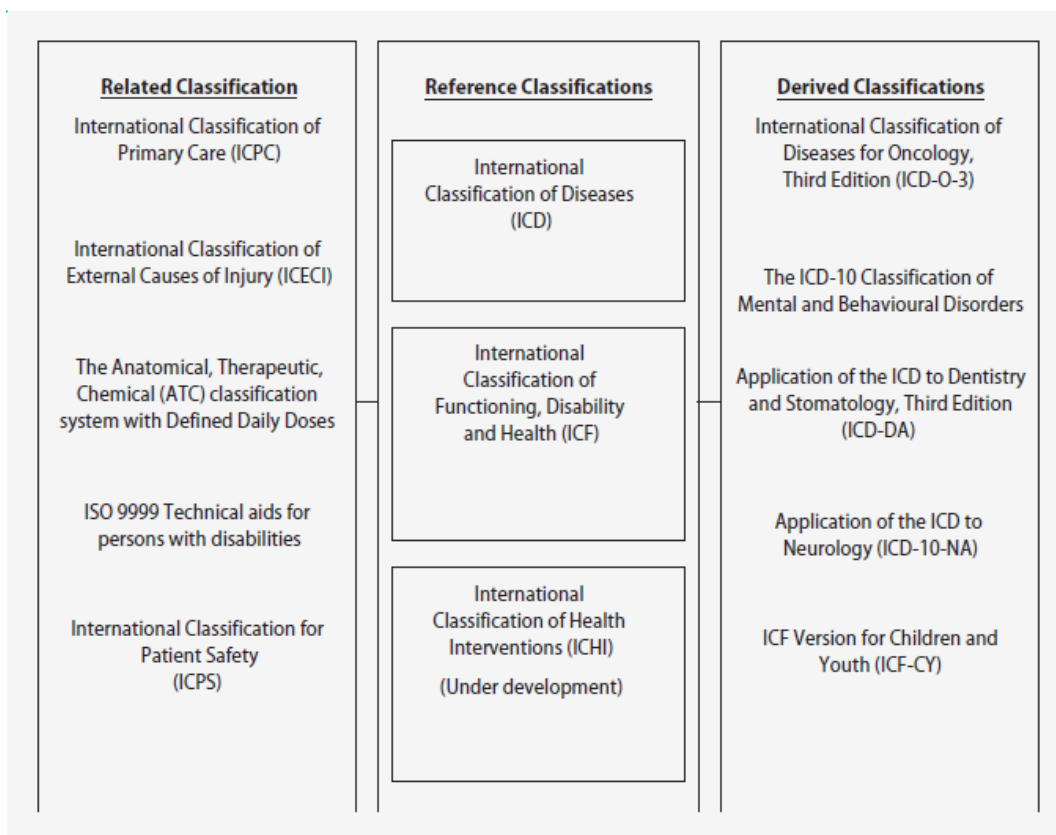 Related Classification
International Classification of
Primary Care (ICPC)
International Classification of
External Causes of Injury (ICECI)
The Anatomical, Therapeutic,
Chemical (ATC) classification
system with Defined Daily Doses
ISO 9999 Technical aids for
persons with disabilities
International Classification for
Patient Safety
(ICPS)
Reference Classifications
International
Classification of Diseases
(ICD)
International
Classification of
Functioning, Disability
and Health (ICF)
International
Classification of Health
Interventions (ICHI)
(Under development)
Derived Classifications
International Classification of
Diseases for Oncology,
Third Edition (ICD-O-3)
The ICD-10 Classification of
Mental and Behavioural Disorders
Application of the ICD to Dentistry
and Stomatology, Third Edition
(ICD-DA)
Application of the ICD to
Neurology (ICD-10-NA)
ICF Version for Children and
Youth (ICF-CY)